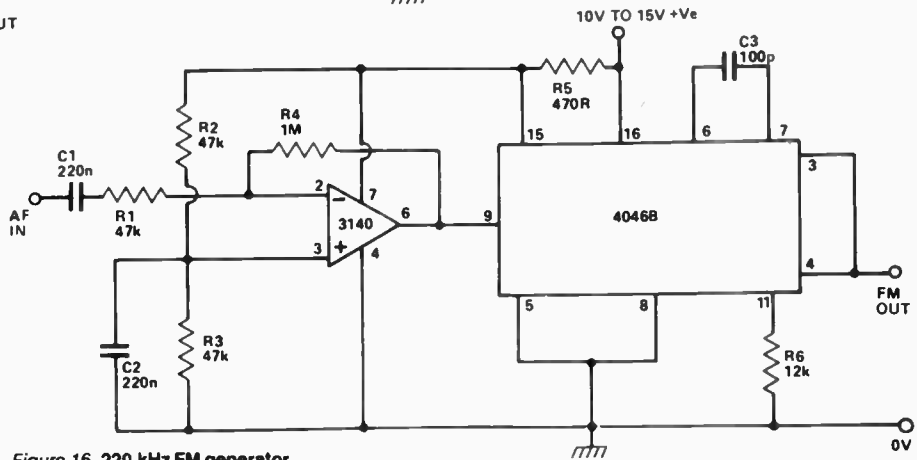 UT
10V TO 15V +Ve
C3
100p
R5
470R
R4
1M
R2
47k
15
16
6
7
3
C1
220n
2
7
AF
IN
R1
47k
3140
6
9
4046B
3
4
4
FM
OUT
5
8
11
R3
47k
C2
220n
R6
12k
0V
Figure 16. 220 kHz FM generator